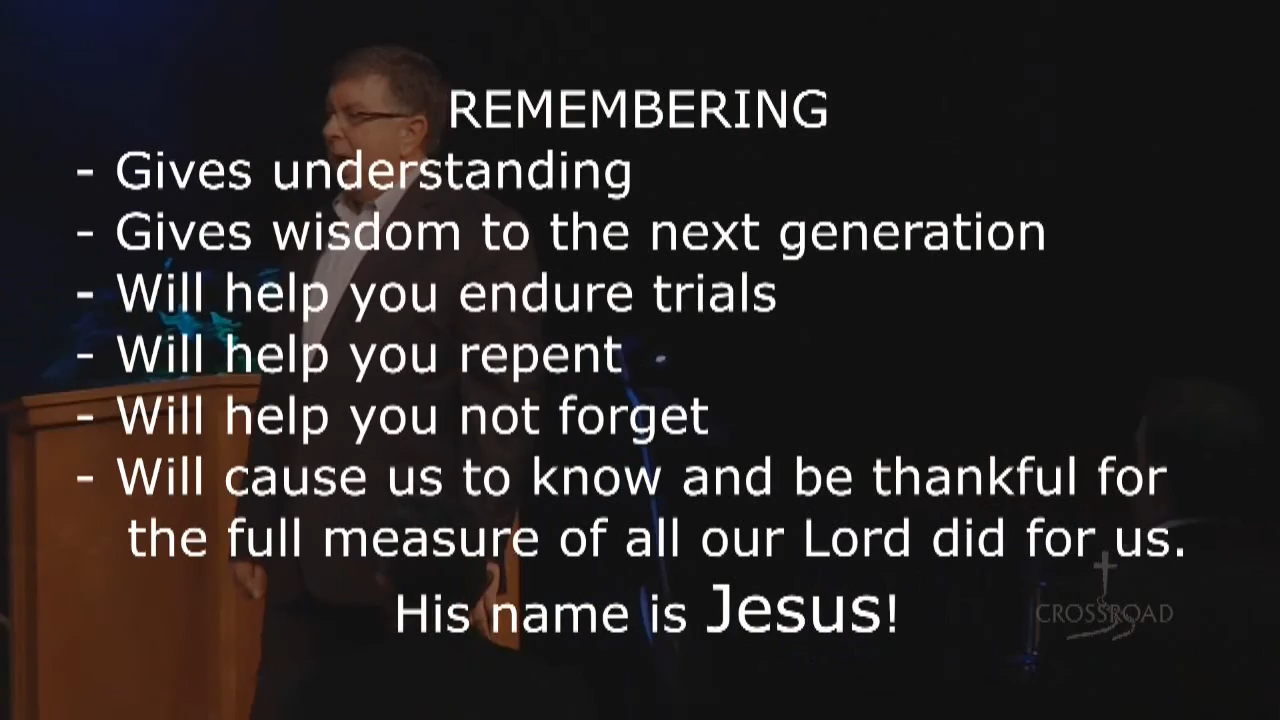 REMEMBERING
- Gives understanding
- Gives wisdom to the next generation
- Will help you endure trials
- Will help you repent
- Will help you not forget
- Will cause us to know and be thankful for
the full measure of all our Lord did for us.
His name is Jesus!
CROSSROAD